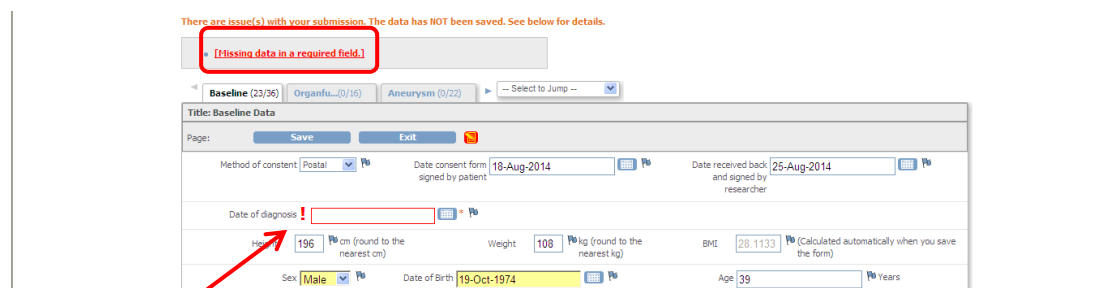 There are issue(s) with your submission. The data has NOT been saved. See below for details.
[Missing data in a required field.]
Baseline (23/36) Organfu...(0/16) Aneurysm (0/22) -- Select to Jump --
Title: Baseline Data
Page: Save Exit
Method of constent Postal Date consent form signed by patient 18-Aug-2014 Date received back and signed by researcher 25-Aug-2014
Date of diagnosis ! *
Height 196 cm (round to the nearest cm) Weight 108 kg (round to the nearest kg) BMI 28.1133 (Calculated automatically when you save the form)
Sex Male Date of Birth 19-Oct-1974 Age 39 Years